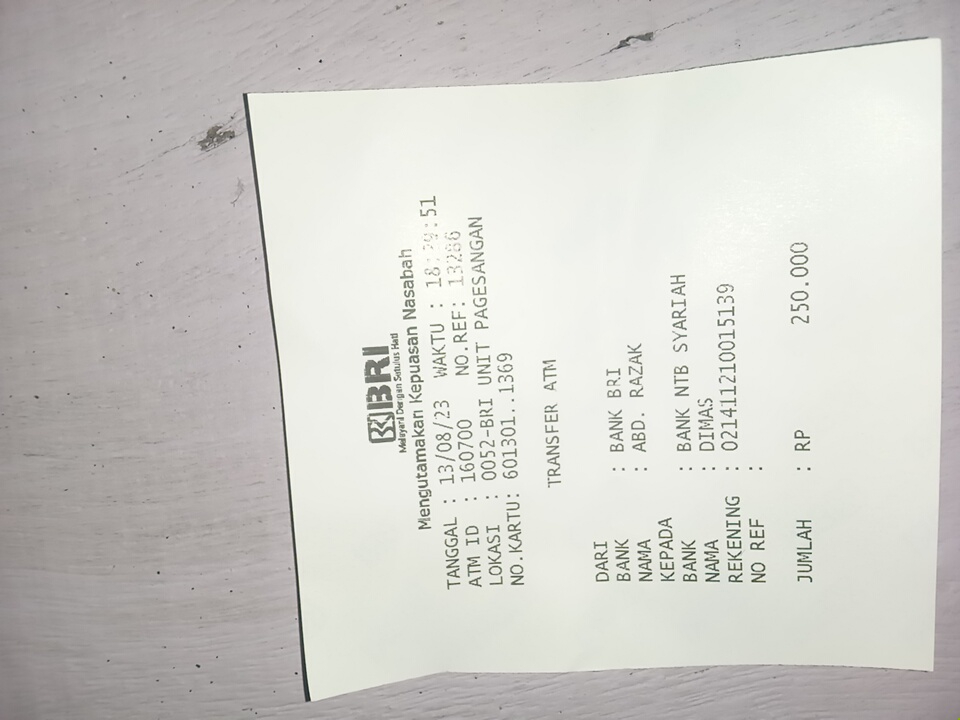 BRI
Melayani Dengan Setulus Hati
Mengutamakan Kepuasan Nasabah
TANGGAL : 13/08/23 WAKTU :
ATM ID : 160700 NO.REF: 13286
LOKASI : 0052-BRI UNIT PAGESANGAN
NO.KARTU: 601301..1369
TRANSFER ATM
DARI
BANK : BANK BRI
NAMA : ABD. RAZAK
KEPADA
BANK : BANK NTB SYARIAH
NAMA : DIMAS
REKENING : 0214111210015139
NO REF :
JUMLAH : RP 250.000